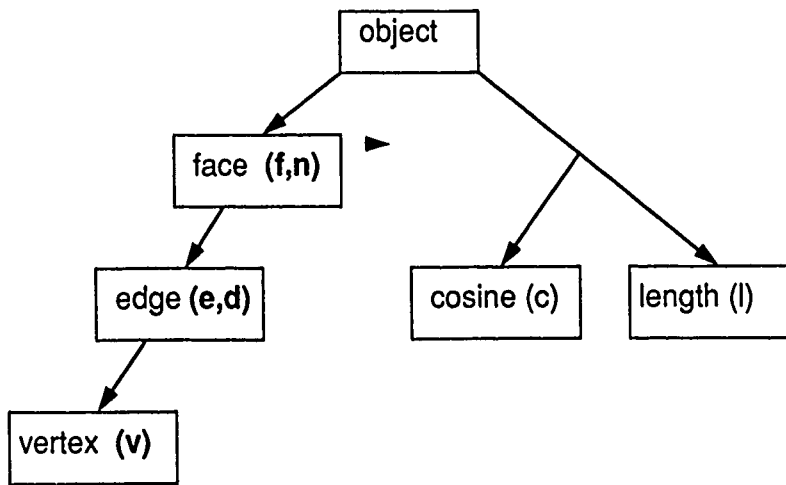 object
face (f,n)
edge (e,d)
cosine (c)
length (l)
vertex (v)